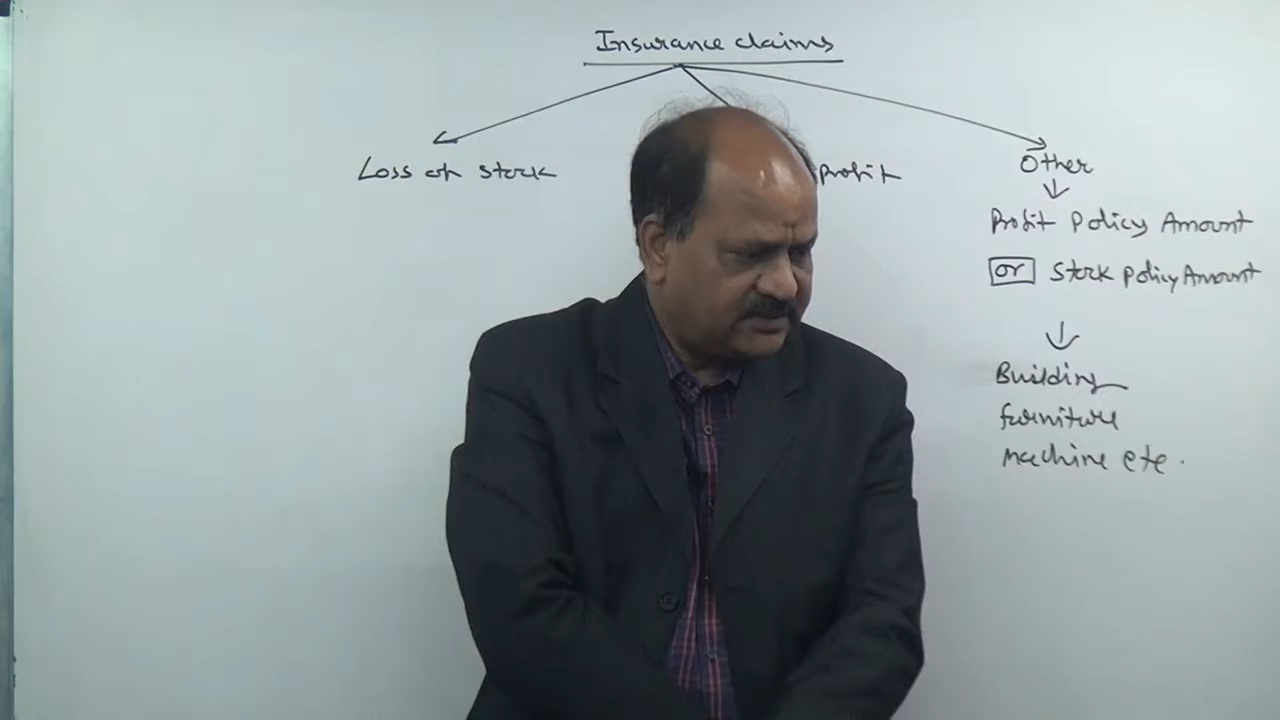 Insurance claims
Loss of stock
profit
Other
Profit Policy Amount
or Stock Policy Amount
Building
furniture
machine etc.